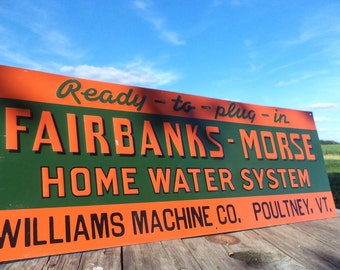 Ready-to-plug-in
FAIRBANKS-MORSE
HOME WATER SYSTEM
WILLIAMS MACHINE CO. POULTNEY, VT.